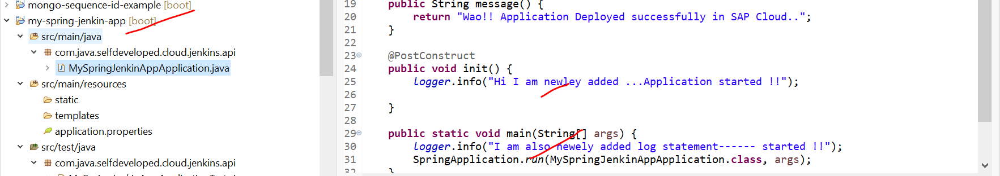 mongo-sequence-id-example [boot]
my-spring-jenkin-app [boot]
src/main/java
com.java.selfdeveloped.cloud.jenkins.api
MySpringJenkinAppApplication.java
src/main/resources
static
templates
application.properties
src/test/java
com.java.selfdeveloped.cloud.jenkins.api
19 public String message() {
20 return "Wao!! Application Deployed successfully in SAP Cloud..";
21 }
22
23 @PostConstruct
24 public void init() {
25 logger.info("Hi I am newley added ...Application started !!");
26
27 }
28
29 public static void main(String[] args) {
30 logger.info("I am also newely added log statement------ started !!");
31 SpringApplication.run(MySpringJenkinAppApplication.class, args);
32 }